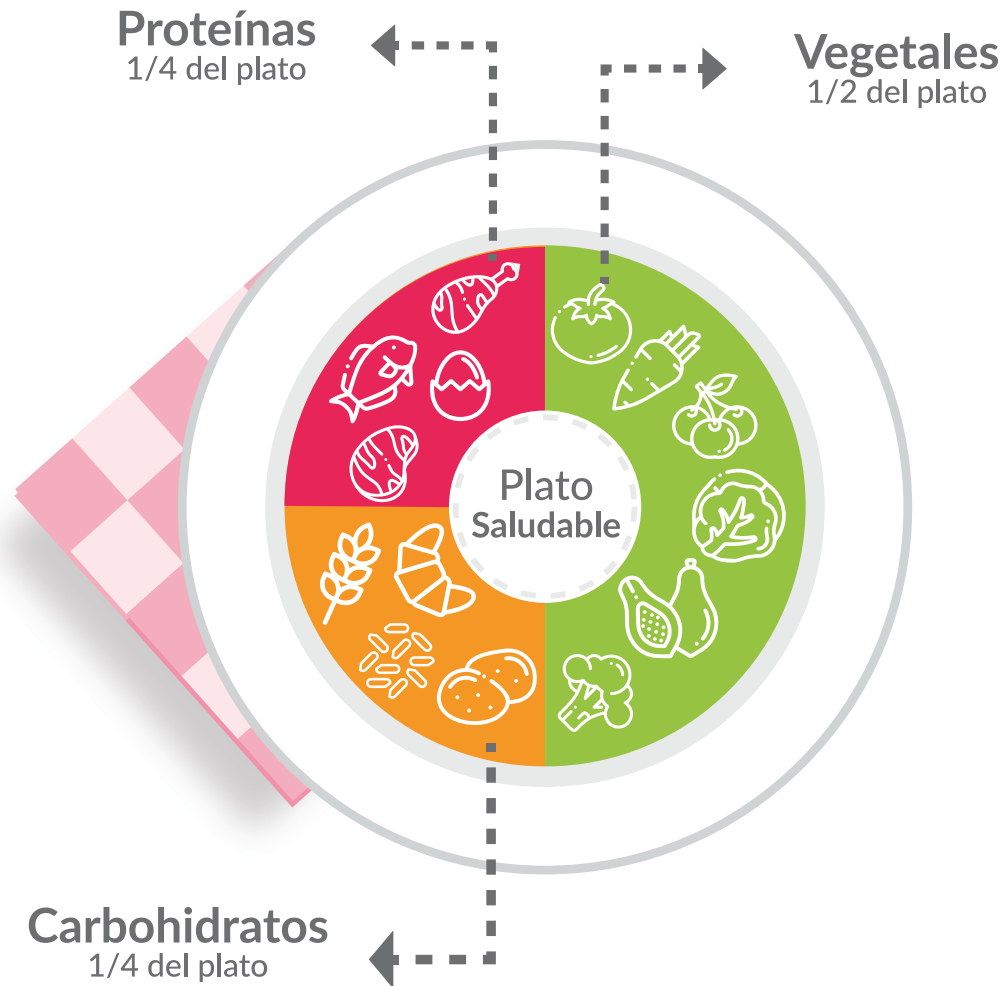 Proteínas
1/4 del plato
Vegetales
1/2 del plato
Plato
Saludable
Carbohidratos
1/4 del plato